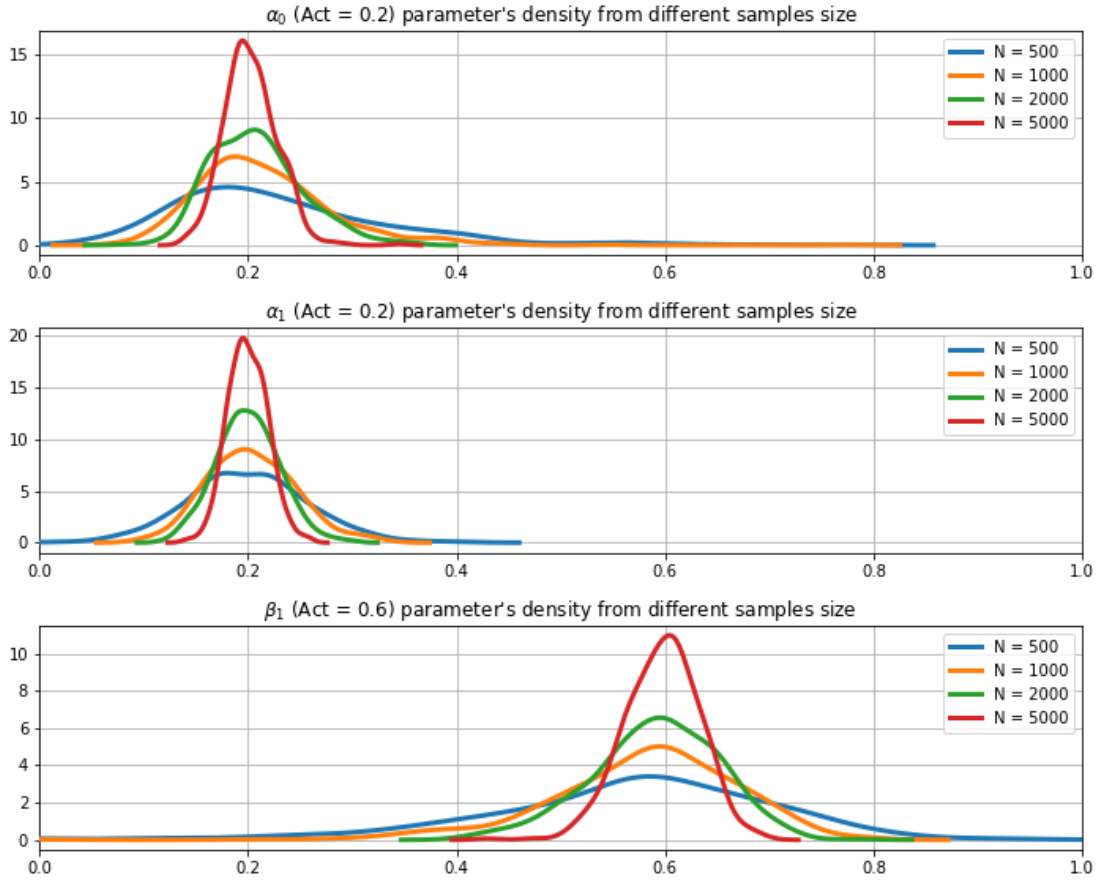 α₀ (Act = 0.2) parameter's density from different samples size
15
10
5
0
N = 500
N = 1000
N = 2000
N = 5000
0.0 0.2 0.4 0.6 0.8 1.0
α₁ (Act = 0.2) parameter's density from different samples size
20
15
10
5
0
N = 500
N = 1000
N = 2000
N = 5000
0.0 0.2 0.4 0.6 0.8 1.0
β₁ (Act = 0.6) parameter's density from different samples size
10
8
6
4
2
0
N = 500
N = 1000
N = 2000
N = 5000
0.0 0.2 0.4 0.6 0.8 1.0